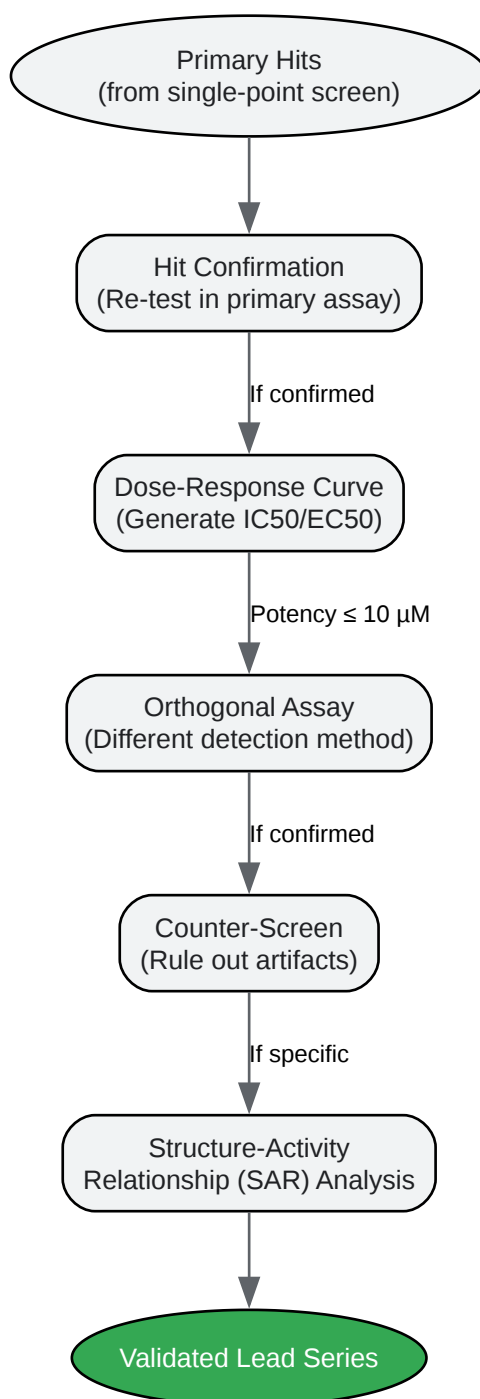 Primary Hits
(from single-point screen)
Hit Confirmation
(Re-test in primary assay)
If confirmed
Dose-Response Curve
(Generate IC50/EC50)
Potency ≤ 10 µM
Orthogonal Assay
(Different detection method)
If confirmed
Counter-Screen
(Rule out artifacts)
If specific
Structure-Activity
Relationship (SAR) Analysis
Validated Lead Series